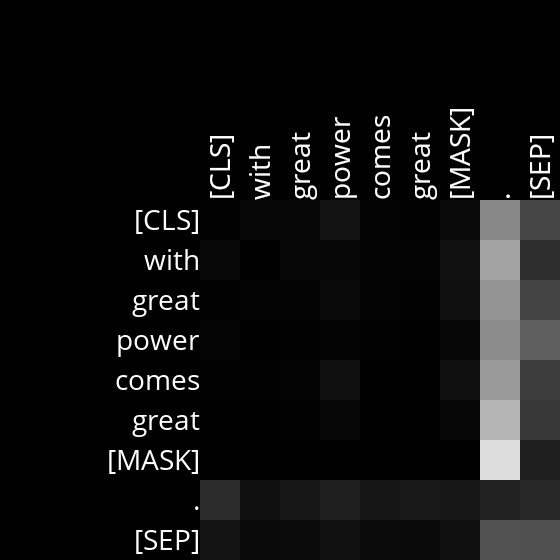 [CLS] with great power comes great [MASK] . [SEP]
[CLS]
with
great
power
comes
great
[MASK]
.
[SEP]